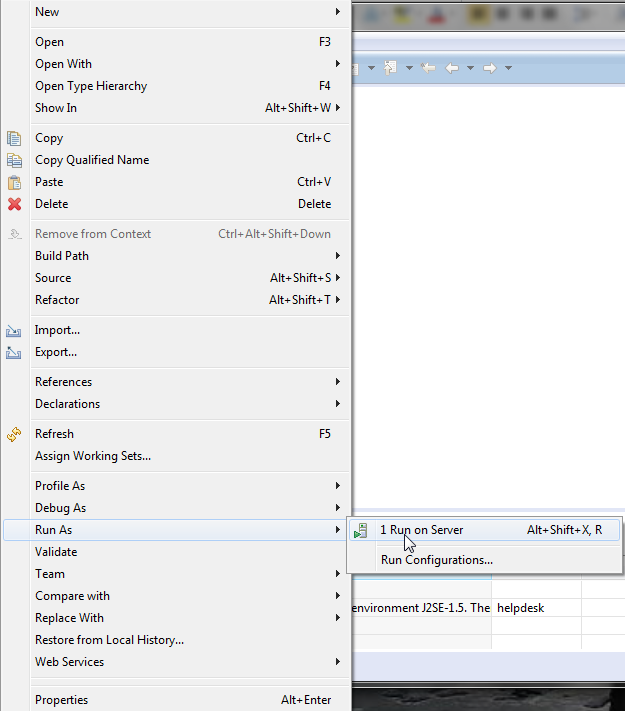 New
Open F3
Open With
Open Type Hierarchy F4
Show In Alt+Shift+W
Copy Ctrl+C
Copy Qualified Name
Paste Ctrl+V
Delete Delete
Remove from Context Ctrl+Alt+Shift+Down
Build Path
Source Alt+Shift+S
Refactor Alt+Shift+T
Import...
Export...
References
Declarations
Refresh F5
Assign Working Sets...
Profile As
Debug As
Run As
1 Run on Server Alt+Shift+X, R
Validate
Run Configurations...
Team
Compare with
environment J2SE-1.5. The helpdesk
Replace With
Restore from Local History...
Web Services
Properties Alt+Enter